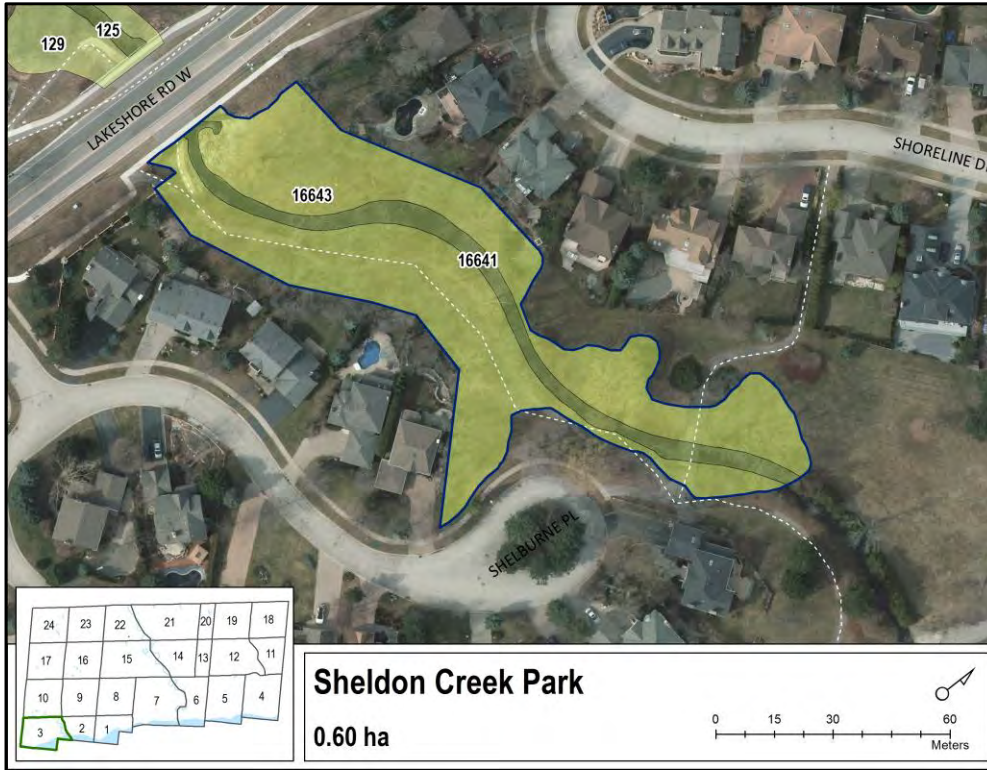 129
125
LAKESHORE RD W
SHORELINE D
16643
16641
SHELBURNE PL
24 23 22 21 20 19 18
17 16 15 14 13 12 11
10 9 8 7 6 5 4
3 2 1
Sheldon Creek Park
0.60 ha
0 15 30 60
Meters